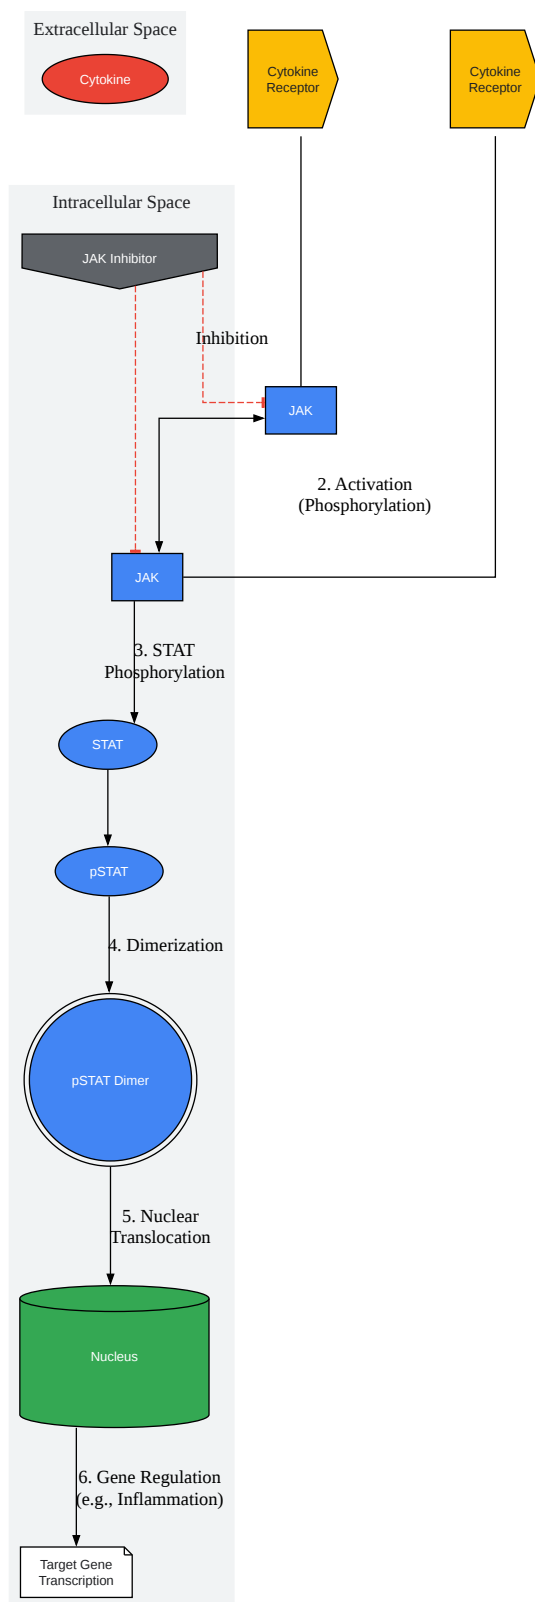 Extracellular Space
Cytokine
Cytokine
Receptor
Cytokine
Receptor
Intracellular Space
JAK Inhibitor
Inhibition
JAK
2. Activation
(Phosphorylation)
JAK
3. STAT
Phosphorylation
STAT
pSTAT
4. Dimerization
pSTAT Dimer
5. Nuclear
Translocation
Nucleus
6. Gene Regulation
(e.g., Inflammation)
Target Gene
Transcription